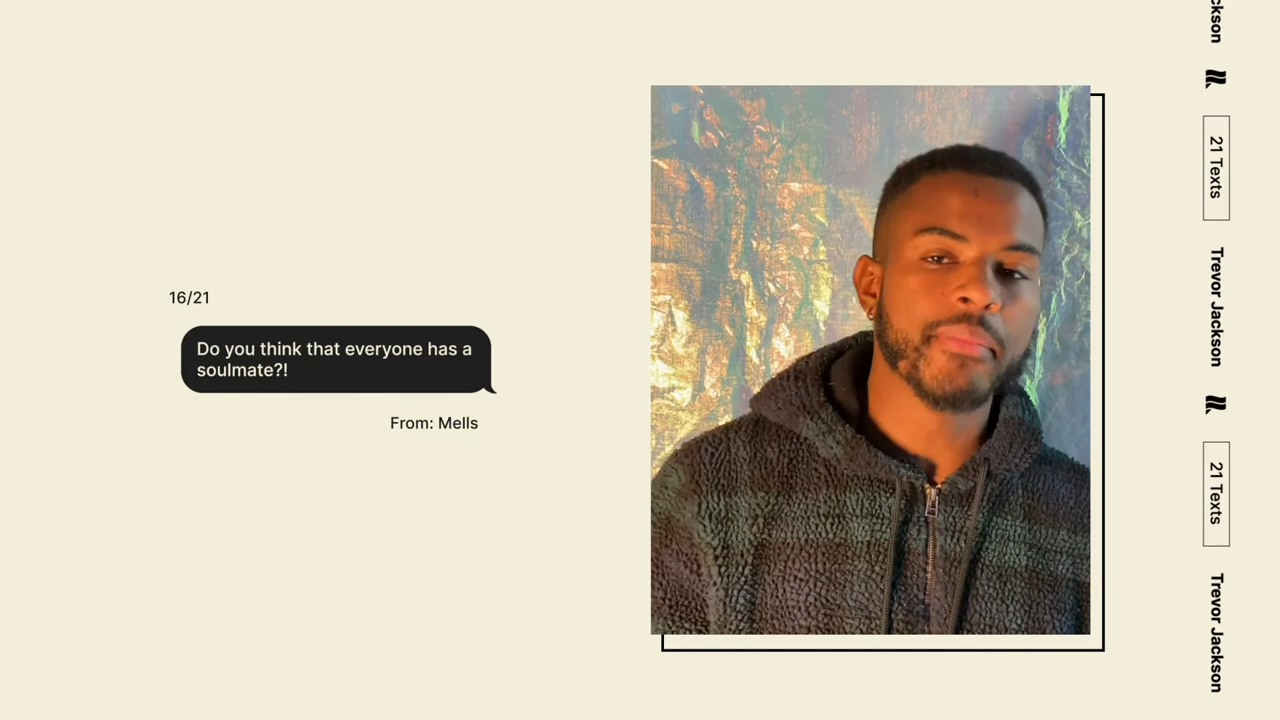 16/21
Do you think that everyone has a
soulmate?!
From: Mells
ckson
21 Texts
Trevor Jackson
21 Texts
Trevor Jackson